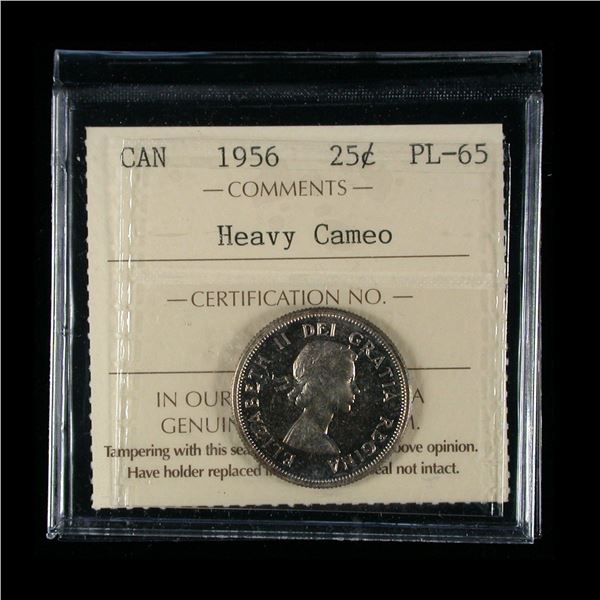 CAN 1956 25¢ PL-65
— COMMENTS —
Heavy Cameo
— CERTIFICATION NO. —
ELIZABETH II DEI GRATIA REGINA
IN OUR A
GENUIN M.
Tampering with this sea ove opinion.
Have holder replaced i eal not intact.